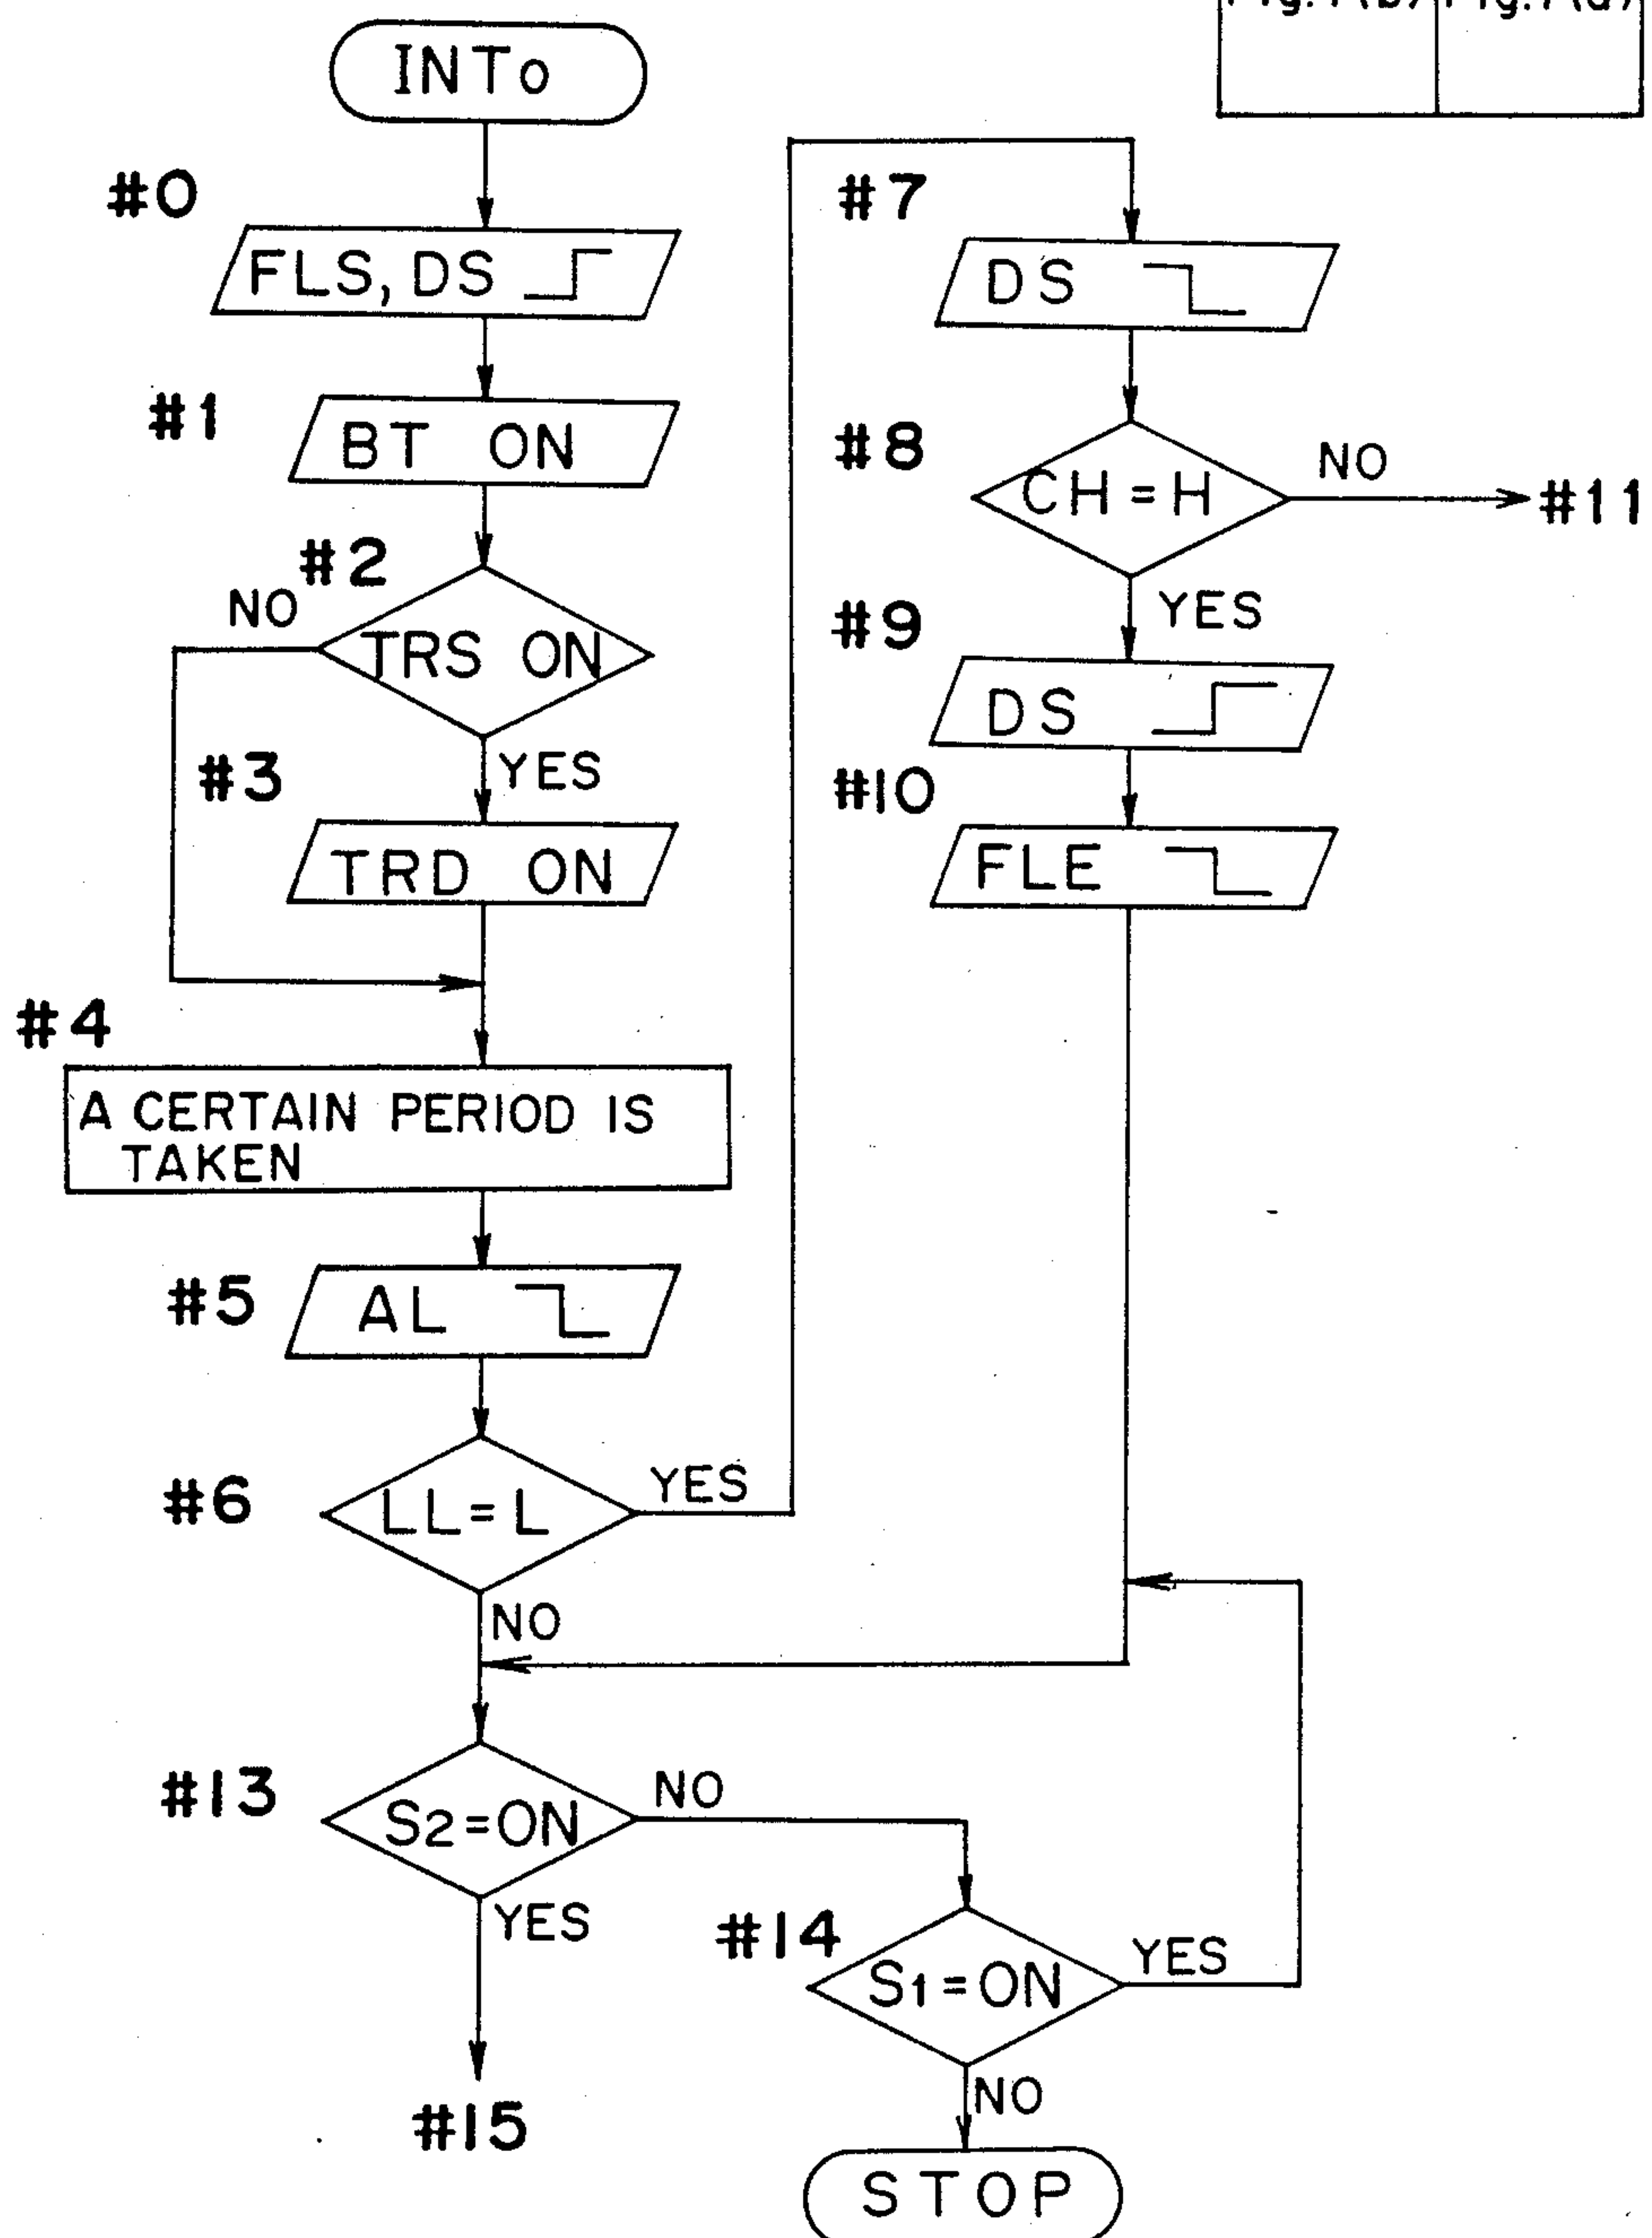 INTo
#0
FLS, DS
#1
BT ON
#2
NO
TRS ON
YES
#3
TRD ON
#4
A CERTAIN PERIOD IS
TAKEN
#5
AL
#6
LL=L
YES
NO
#13
S2=ON
NO
YES
#15
#14
S1=ON
YES
NO
STOP
#7
DS
#8
CH=H
NO
#11
YES
#9
DS
#10
FLE